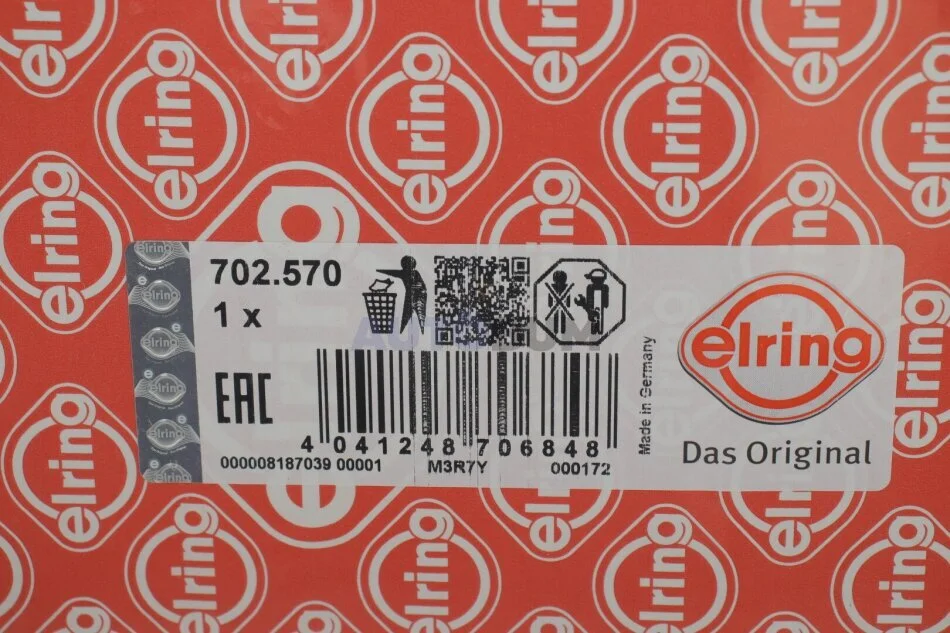 702.570
1 x
EAC
4 041248 706848
000008187039 00001 M3R7Y 000172
Made in Germany
elring
Das Original